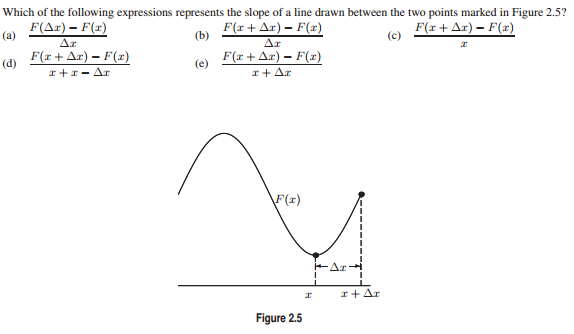 Which of the following expressions represents the slope of a line drawn between the two points marked in Figure 2.5?
(a) F(Δx) − F(x) / Δx (b) F(x + Δx) − F(x) / Δx (c) F(x + Δx) − F(x) / x
(d) F(x + Δx) − F(x) / x + x − Δx (e) F(x + Δx) − F(x) / x + Δx
F(x)
Δx
x x + Δx
Figure 2.5